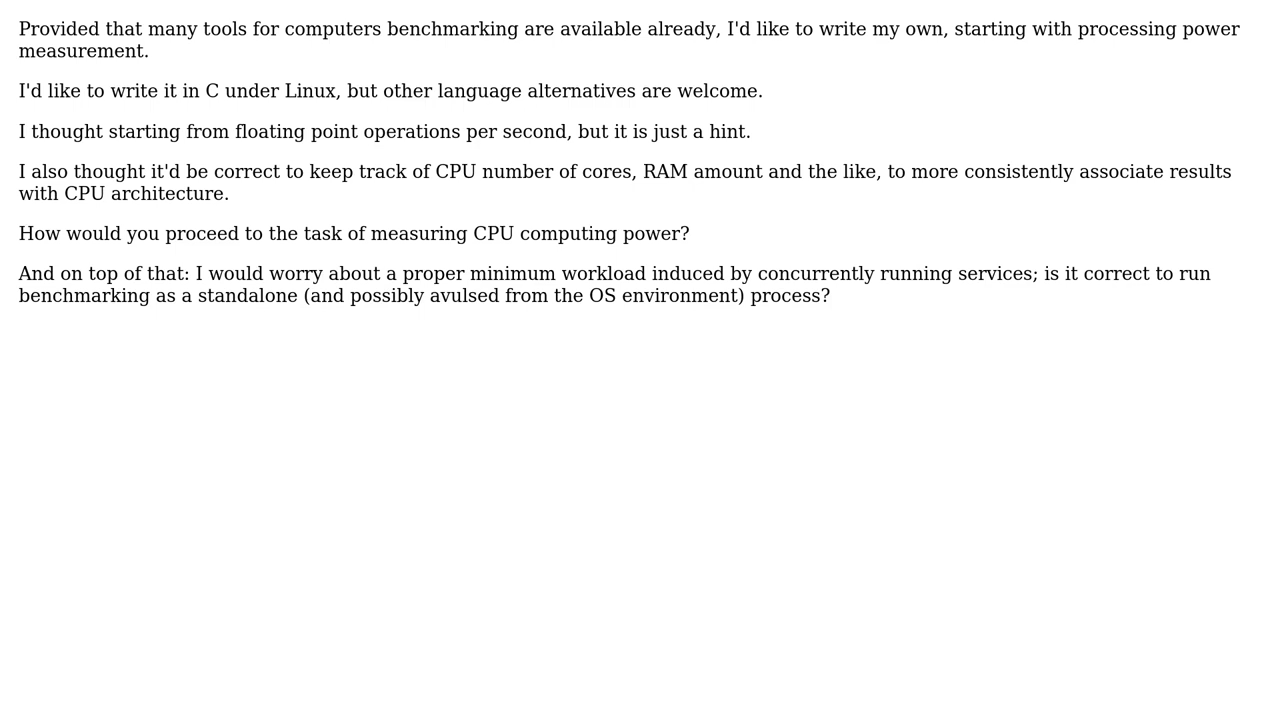 Provided that many tools for computers benchmarking are available already, I'd like to write my own, starting with processing power
measurement.
I'd like to write it in C under Linux, but other language alternatives are welcome.
I thought starting from floating point operations per second, but it is just a hint.
I also thought it'd be correct to keep track of CPU number of cores, RAM amount and the like, to more consistently associate results
with CPU architecture.
How would you proceed to the task of measuring CPU computing power?
And on top of that: I would worry about a proper minimum workload induced by concurrently running services; is it correct to run
benchmarking as a standalone (and possibly avulsed from the OS environment) process?